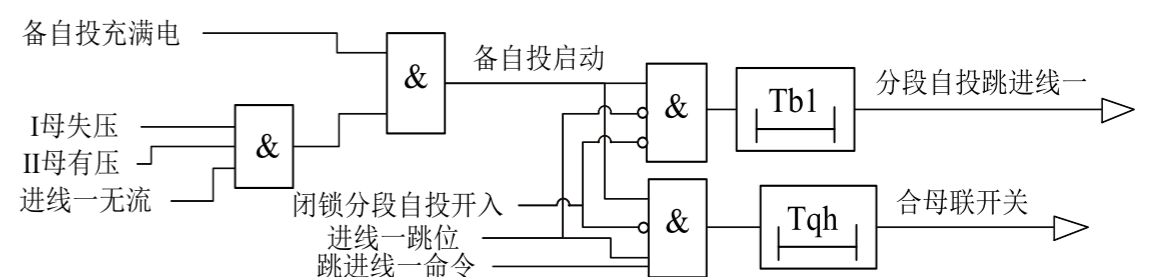 备自投充满电
&
备自投启动
I母失压
II母有压
进线一无流
&
&
Tb1
分段自投跳进线一
闭锁分段自投开入
进线一跳位
跳进线一命令
&
Tqh
合母联开关